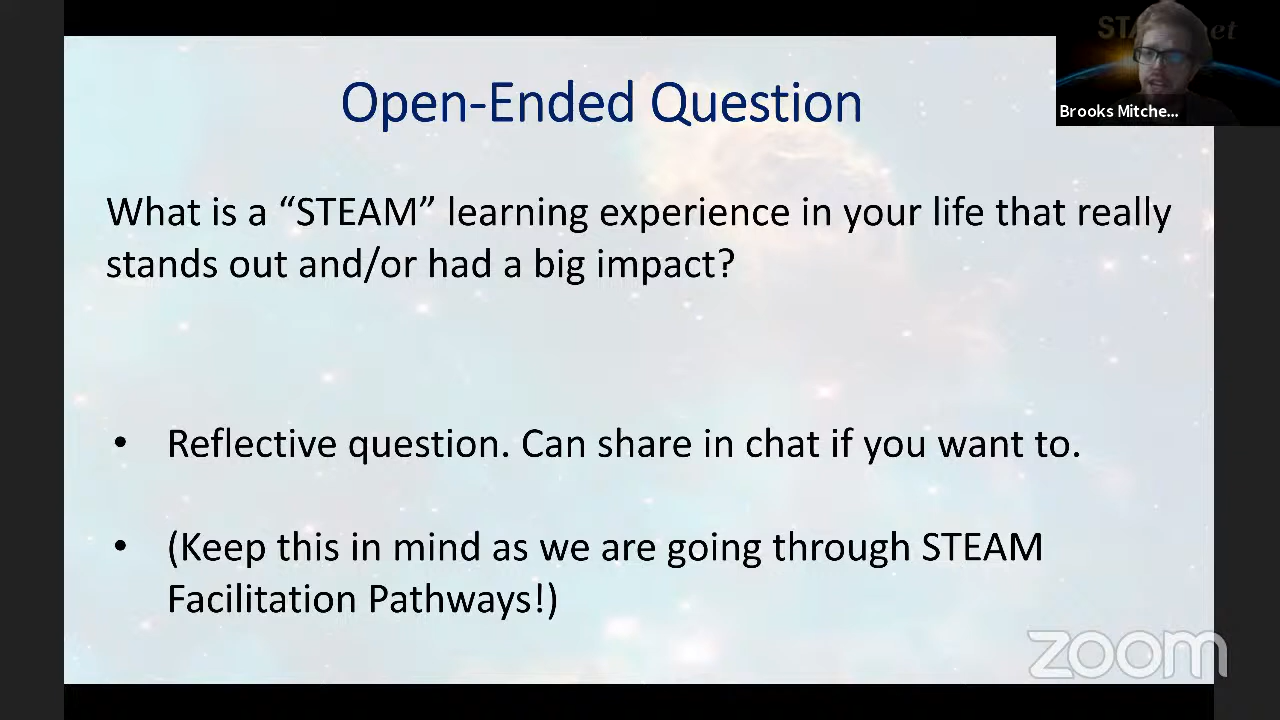 Open-Ended Question
Brooks Mitche...
What is a “STEAM” learning experience in your life that really
stands out and/or had a big impact?
• Reflective question. Can share in chat if you want to.
• (Keep this in mind as we are going through STEAM
Facilitation Pathways!)
zoom